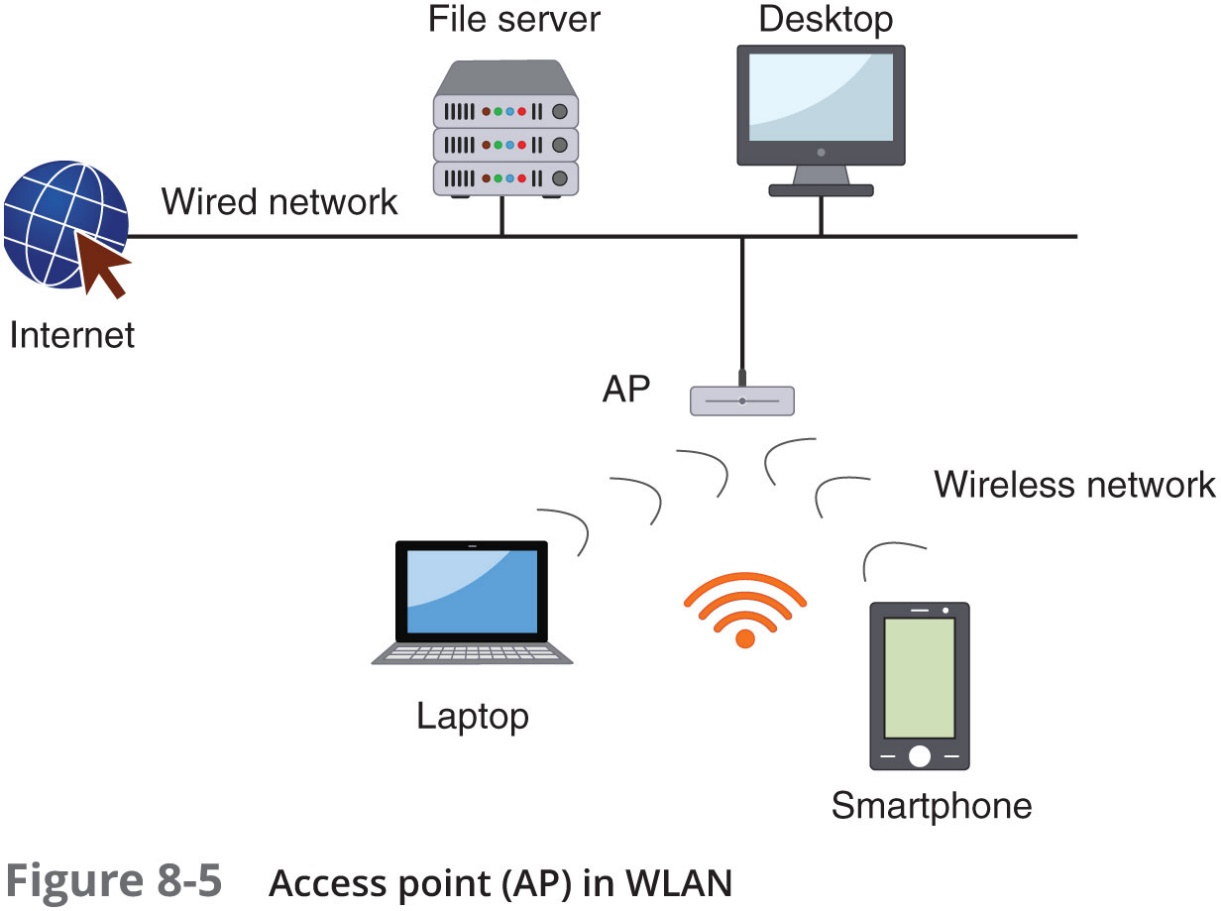 File server
Desktop
Wired network
Internet
AP
Wireless network
Laptop
Smartphone
Figure 8-5 Access point (AP) in WLAN